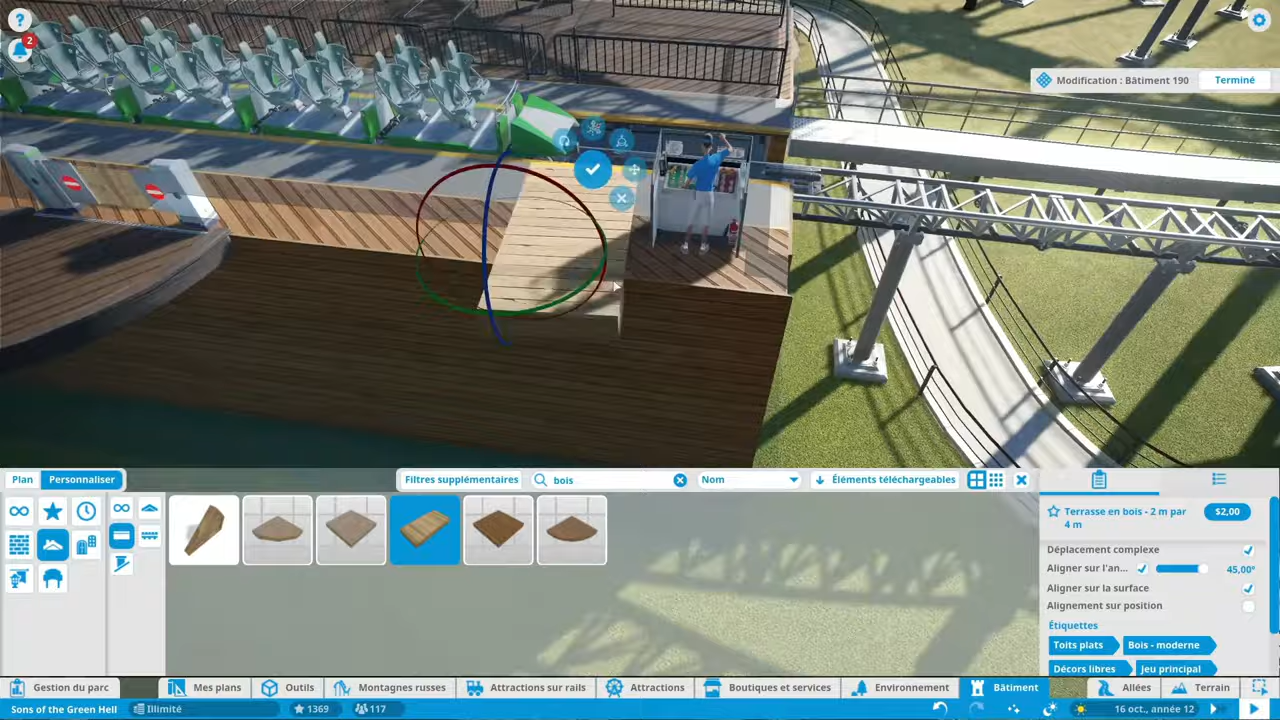 ?
2
Modification : Bâtiment 190
Terminé
Plan
Personnaliser
Filtres supplémentaires
bois
Nom
Éléments téléchargeables
Terrasse en bois - 2 m par
4 m
$2,00
Déplacement complexe
Aligner sur l'an...
45,00°
Aligner sur la surface
Alignement sur position
Étiquettes
Toits plats
Bois - moderne
Décors libres
Jeu principal
Gestion du parc
Mes plans
Outils
Montagnes russes
Attractions sur rails
Attractions
Boutiques et services
Environnement
Bâtiment
Allées
Terrain
Sons of the Green Hell
Illimité
1369
117
16 oct., année 12